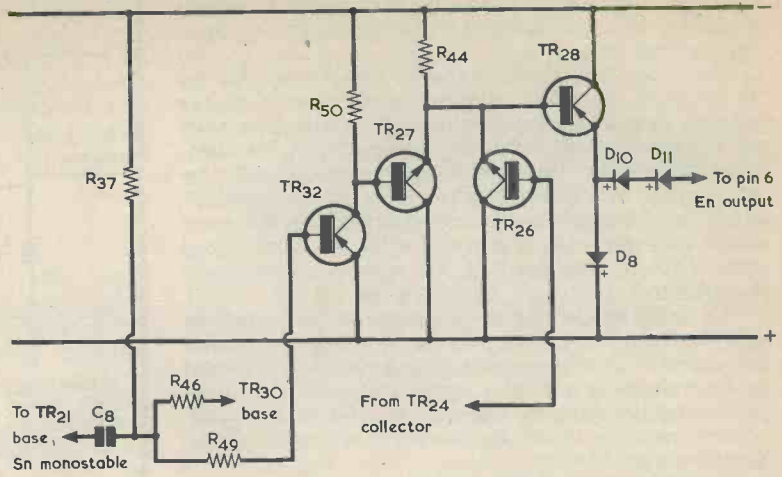 −
R44
TR28
R50
TR27
D10 D11
To pin 6
En output
R37
TR32
TR26
+ +
D8
+
+
R46
TR30
base
From TR24
collector
To TR21
base,
Sn monostable
C8
R49